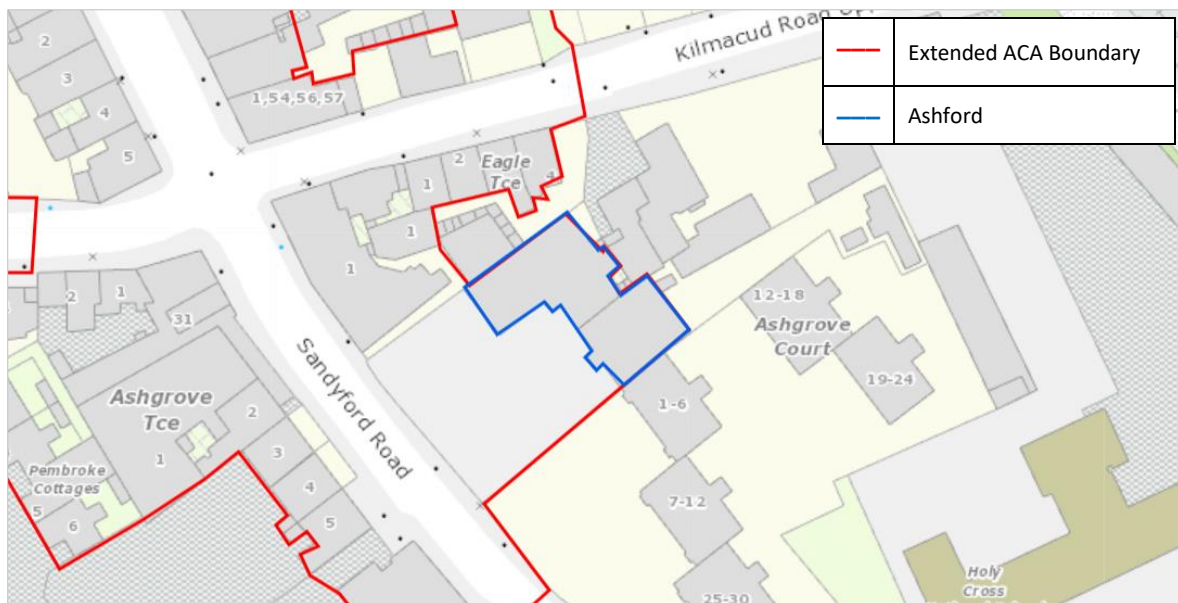 Extended ACA Boundary
Ashford
Kilmacud Road Up
2
3
4
5
1,54,56,57
Eagle
Tce
1
2
4
1
1
2
1
31
Sandyford Road
Ashgrove
Tce
2
1
3
4
5
Pembroke
Cottages
5
6
12-18
Ashgrove
Court
19-24
1-6
7-12
25-30
Holy
Cross